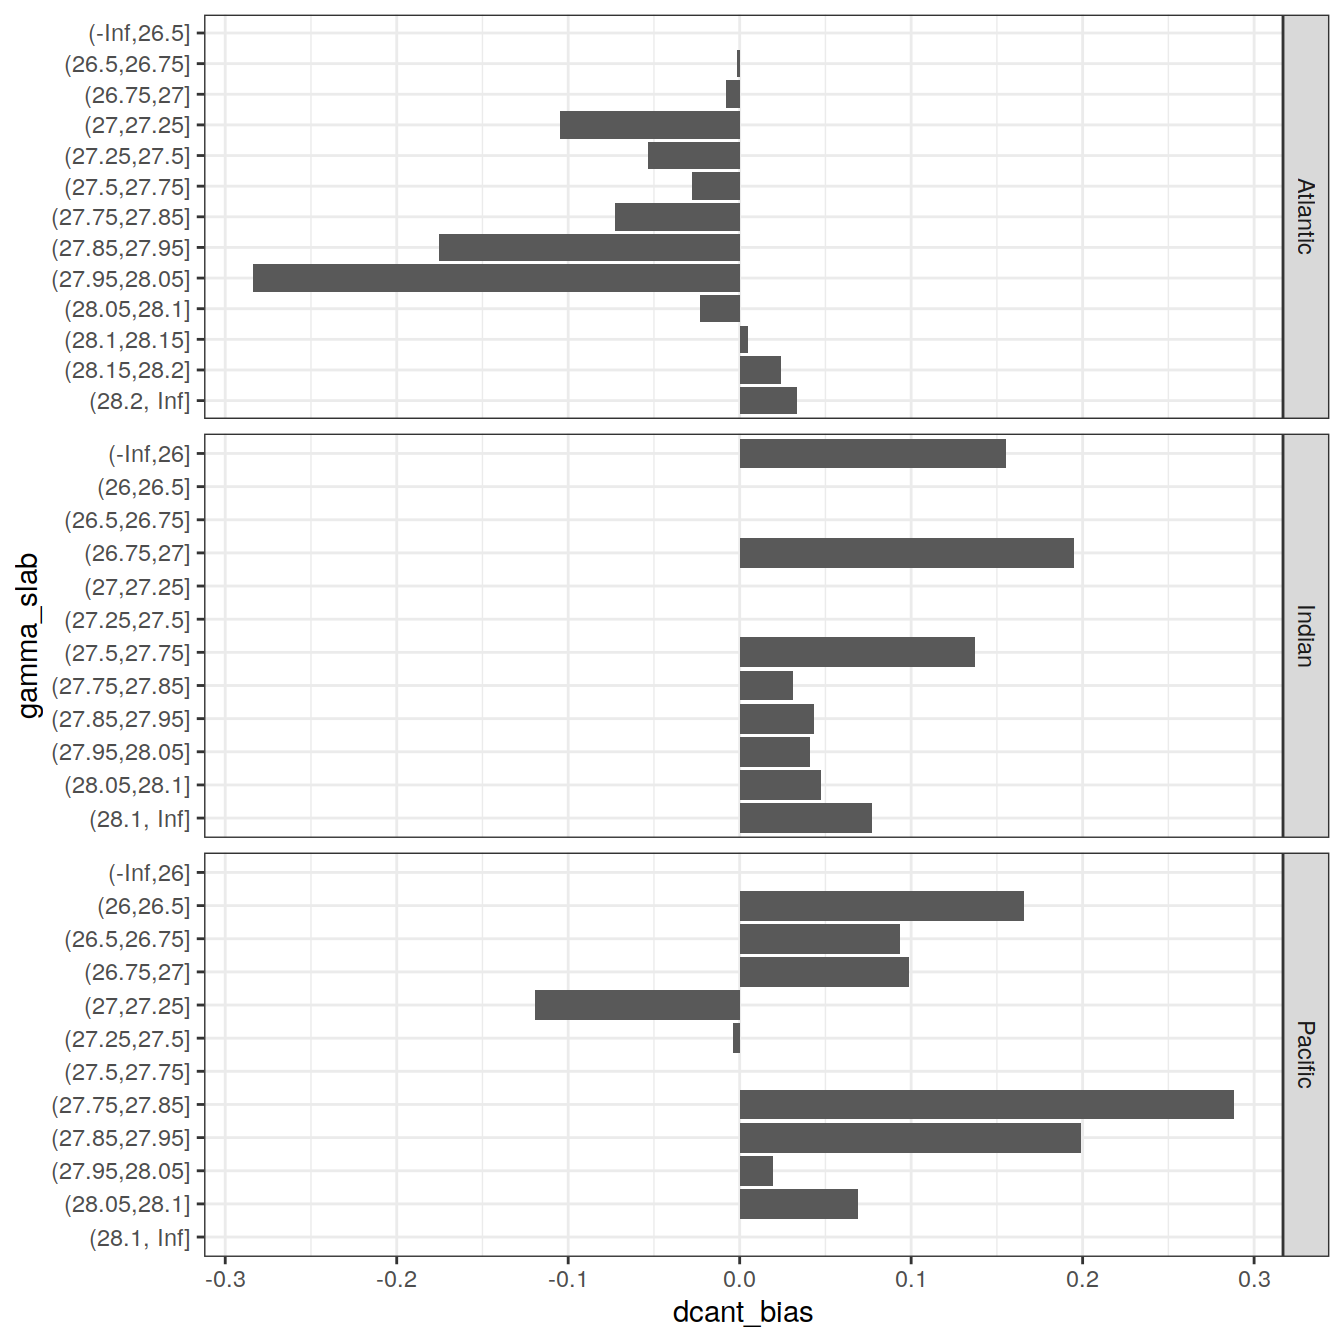 (-Inf,26.5]
(26.5,26.75]
(26.75,27]
(27,27.25]
(27.25,27.5]
(27.5,27.75]
(27.75,27.85]
(27.85,27.95]
(27.95,28.05]
(28.05,28.1]
(28.1,28.15]
(28.15,28.2]
(28.2, Inf]
Atlantic
(-Inf,26]
(26,26.5]
(26.5,26.75]
(26.75,27]
(27,27.25]
(27.25,27.5]
(27.5,27.75]
(27.75,27.85]
(27.85,27.95]
(27.95,28.05]
(28.05,28.1]
(28.1, Inf]
Indian
gamma_slab
(-Inf,26]
(26,26.5]
(26.5,26.75]
(26.75,27]
(27,27.25]
(27.25,27.5]
(27.5,27.75]
(27.75,27.85]
(27.85,27.95]
(27.95,28.05]
(28.05,28.1]
(28.1, Inf]
Pacific
-0.3 -0.2 -0.1 0.0 0.1 0.2 0.3
dcant_bias